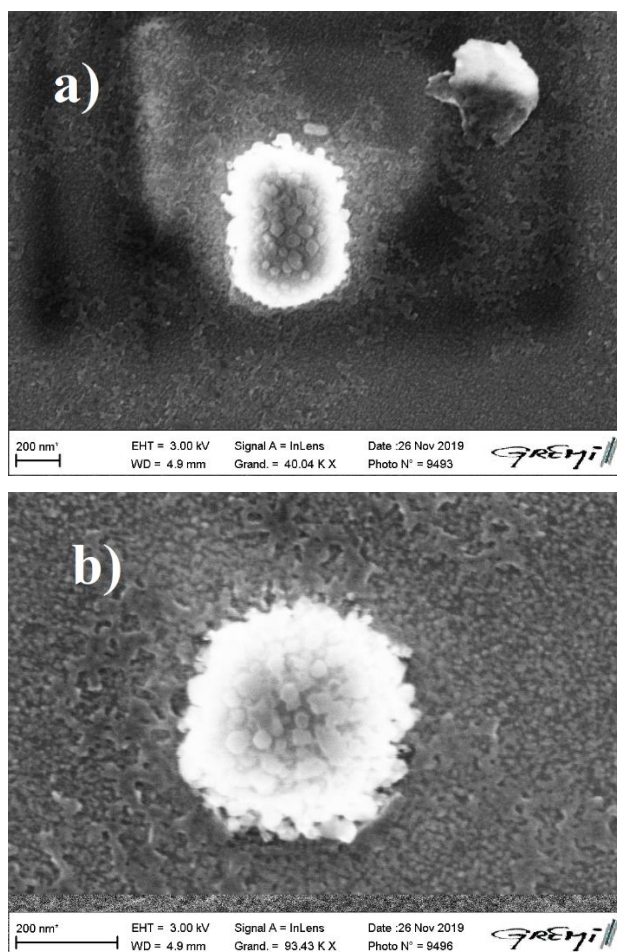 a)
200 nm*
EHT = 3.00 kV Signal A = InLens Date :26 Nov 2019
WD = 4.9 mm Grand. = 40.04 K X Photo N° = 9493
GREMI
b)
200 nm*
EHT = 3.00 kV Signal A = InLens Date :26 Nov 2019
WD = 4.9 mm Grand. = 93.43 K X Photo N° = 9496
GREMI